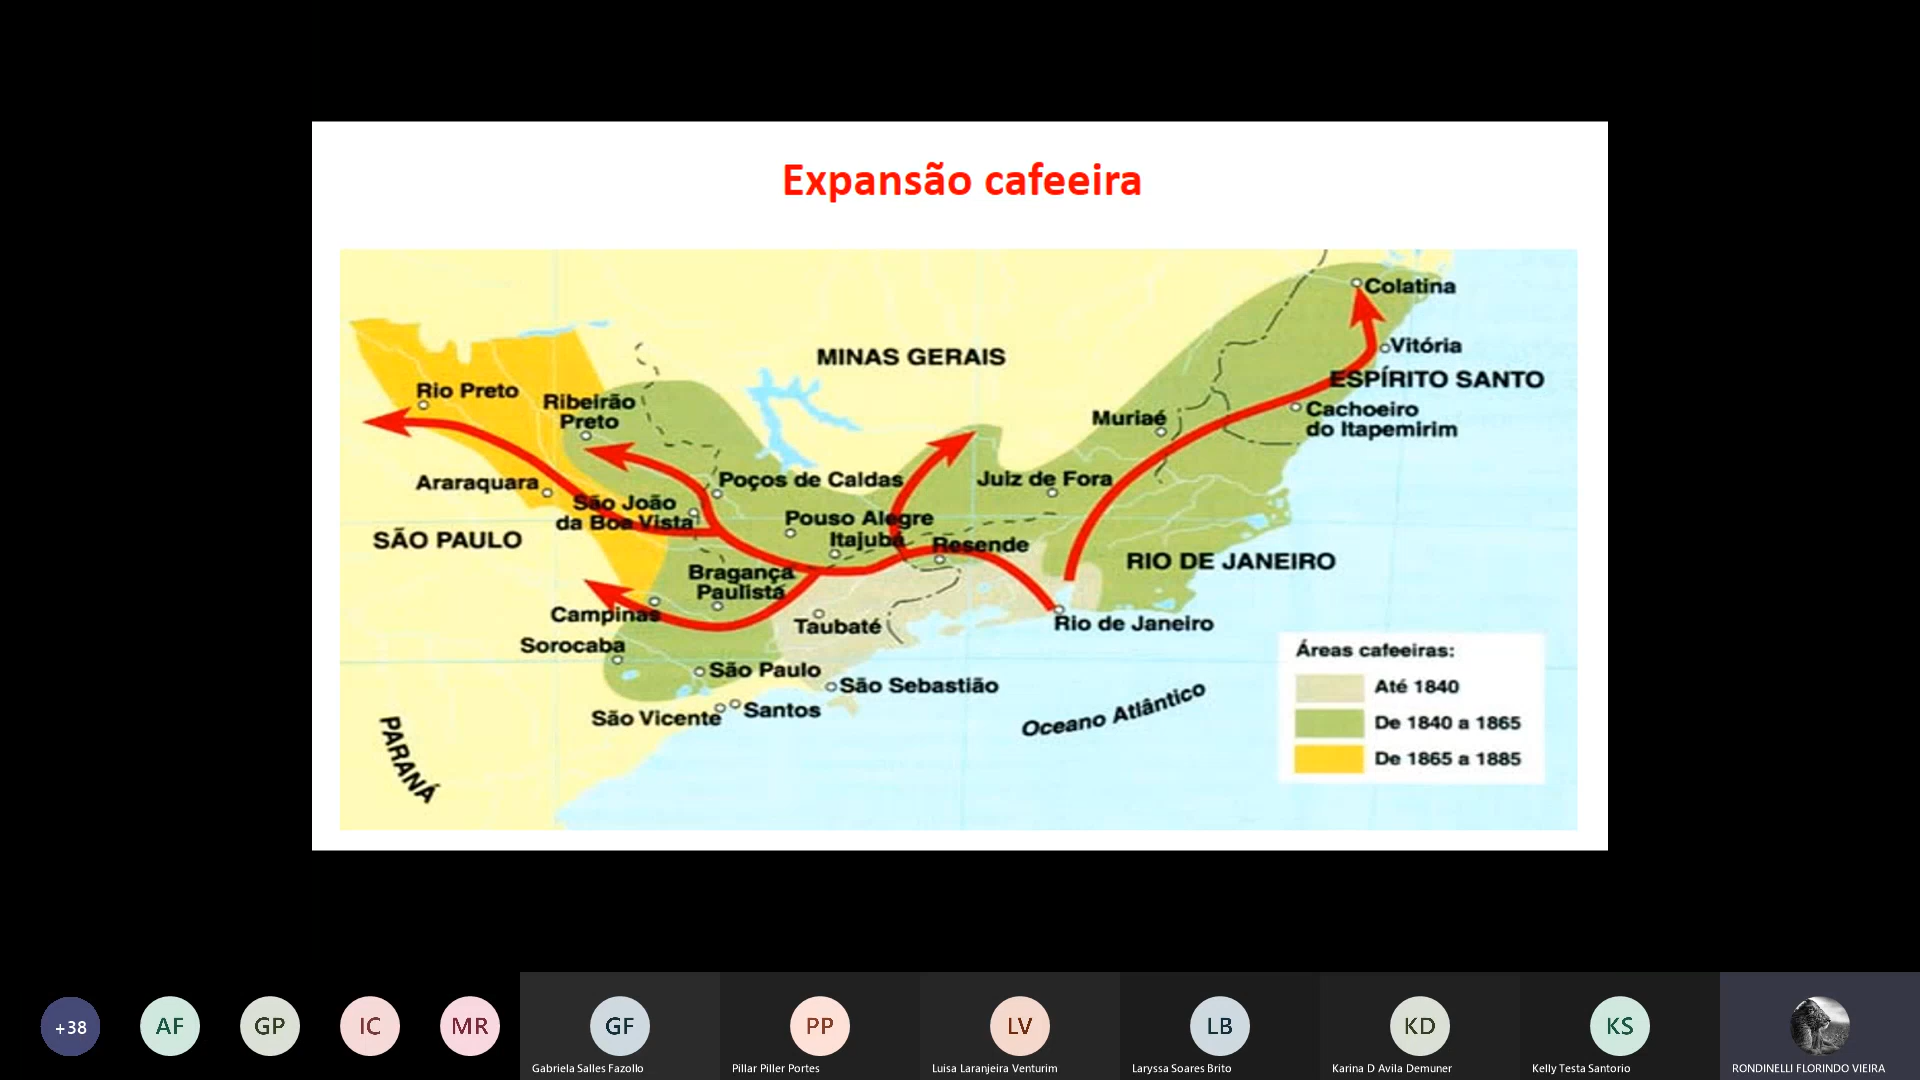 Expansão cafeeira
Colatina
Vitória
MINAS GERAIS
ESPÍRITO SANTO
Rio Preto
Ribeirão
Preto
Cachoeiro
do Itapemirim
Muriaé
Araraquara
Poços de Caldas
Juiz de Fora
São João
da Boa Vista
Pouso Alegre
SÃO PAULO
Itajubá
Resende
RIO DE JANEIRO
Bragança
Paulista
Campinas
Taubaté
Rio de Janeiro
Sorocaba
São Paulo
São Sebastião
São Vicente
Santos
Oceano Atlântico
PARANÁ
Áreas cafeeiras:
Até 1840
De 1840 a 1865
De 1865 a 1885
+38
AF
GP
IC
MR
GF
PP
LV
LB
KD
KS
Gabriela Salles Fazollo
Pillar Piller Portes
Luisa Laranjeira Venturim
Laryssa Soares Brito
Karina D Avila Demuner
Kelly Testa Santorio
RONDINELLI FLORINDO VIEIRA